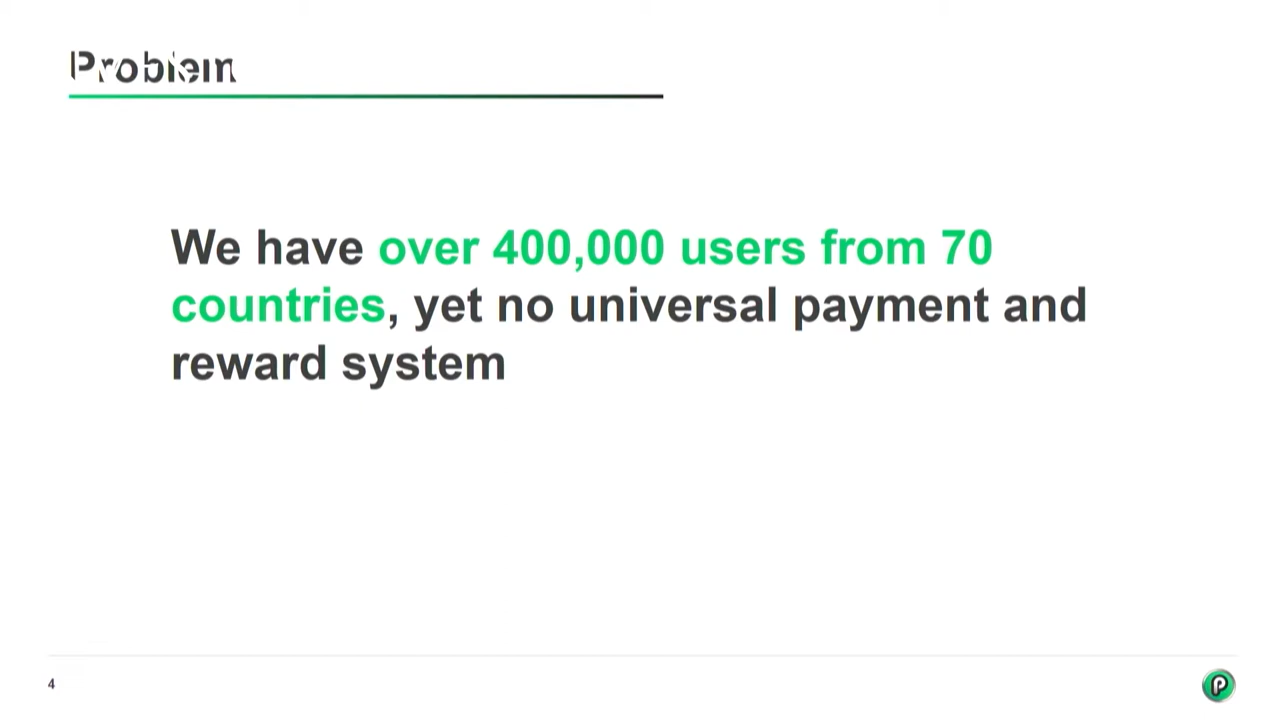 Problem
We have over 400,000 users from 70
countries, yet no universal payment and
reward system
4
P